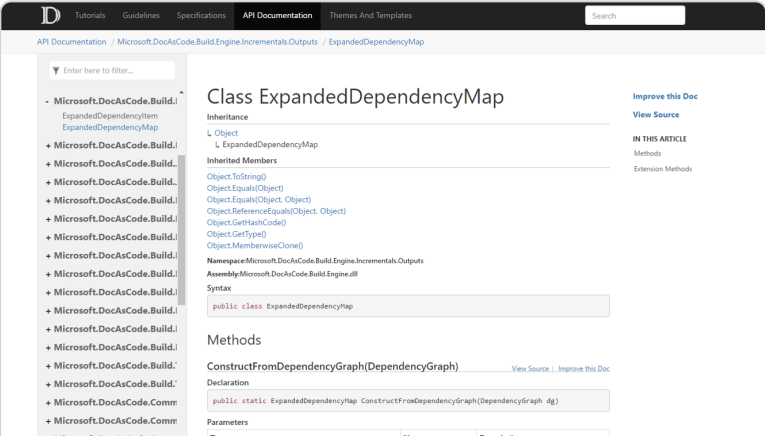 D Tutorials Guidelines Specifications API Documentation Themes And Templates Search
API Documentation / Microsoft.DocAsCode.Build.Engine.Incrementals.Outputs / ExpandedDependencyMap
Enter here to filter...
- Microsoft.DocAsCode.Build.
ExpandedDependencyItem
ExpandedDependencyMap
+ Microsoft.DocAsCode.Build.
+ Microsoft.DocAsCode.Build.
+ Microsoft.DocAsCode.Build.
+ Microsoft.DocAsCode.Build.
+ Microsoft.DocAsCode.Build.
+ Microsoft.DocAsCode.Build.
+ Microsoft.DocAsCode.Build.
+ Microsoft.DocAsCode.Build.
+ Microsoft.DocAsCode.Build.
+ Microsoft.DocAsCode.Build.
+ Microsoft.DocAsCode.Build.
+ Microsoft.DocAsCode.Build.
+ Microsoft.DocAsCode.Build.
+ Microsoft.DocAsCode.Build.
+ Microsoft.DocAsCode.Comm
+ Microsoft.DocAsCode.Comm
Class ExpandedDependencyMap
Inheritance
↳ Object
↳ ExpandedDependencyMap
Inherited Members
Object.ToString()
Object.Equals(Object)
Object.Equals(Object, Object)
Object.ReferenceEquals(Object, Object)
Object.GetHashCode()
Object.GetType()
Object.MemberwiseClone()
Namespace:Microsoft.DocAsCode.Build.Engine.Incrementals.Outputs
Assembly:Microsoft.DocAsCode.Build.Engine.dll
Syntax
public class ExpandedDependencyMap
Methods
ConstructFromDependencyGraph(DependencyGraph) View Source | Improve this Doc
Declaration
public static ExpandedDependencyMap ConstructFromDependencyGraph(DependencyGraph dg)
Parameters
Improve this Doc
View Source
IN THIS ARTICLE
Methods
Extension Methods